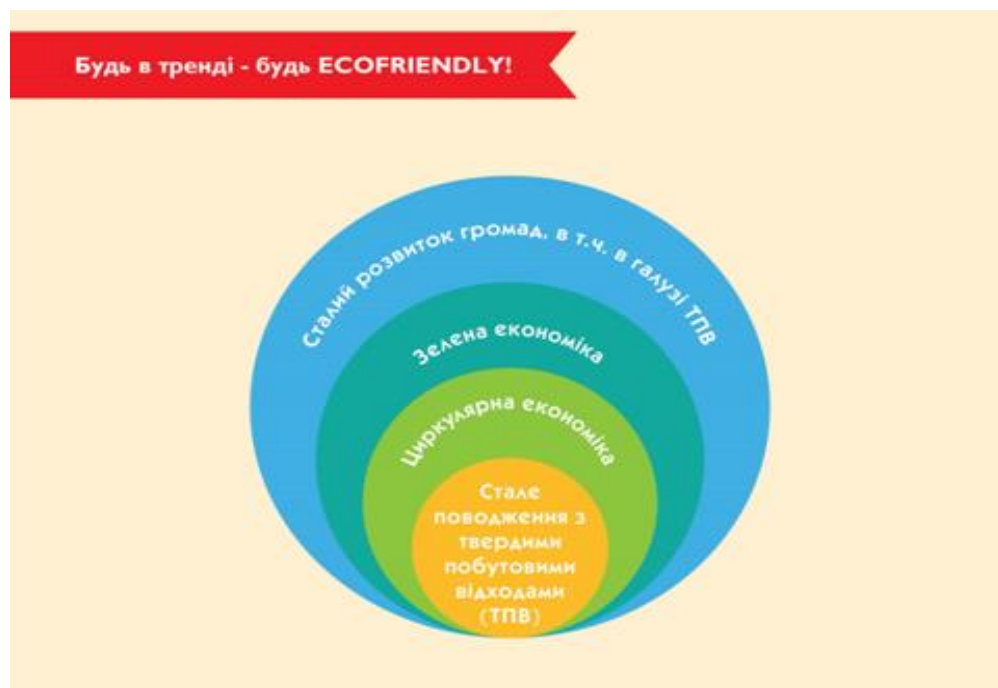 Будь в тренді - будь ECOFRIENDLY!
Сталий розвиток громад, в т.ч. в галузі ТПВ
Зелена економіка
Циркулярна економіка
Стале
поводження з
твердими
побутовими
відходами
(ТПВ)